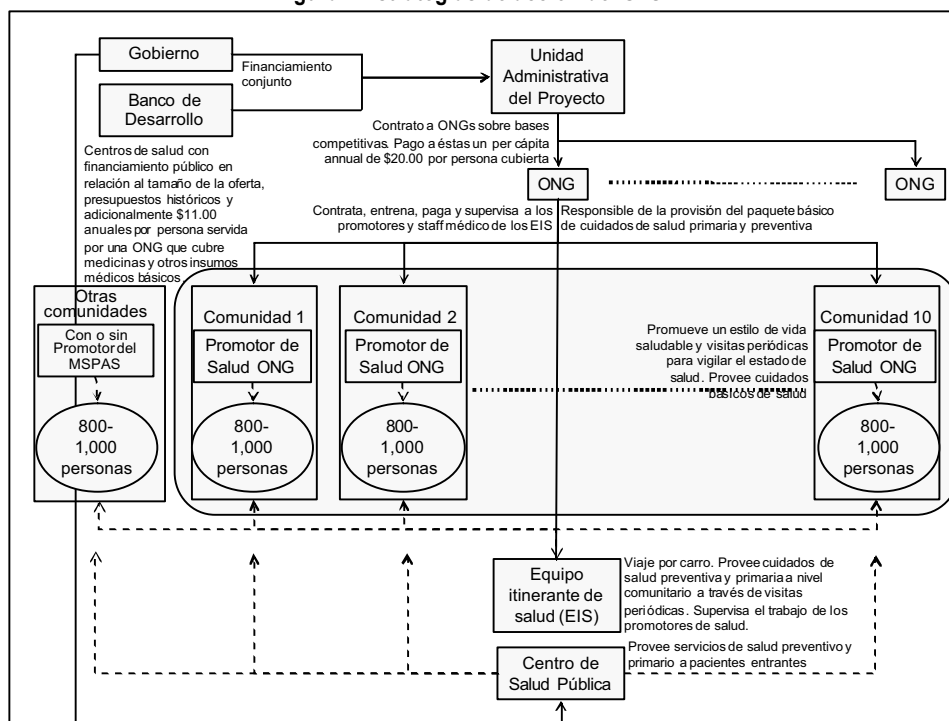 Gobierno
Banco de
Desarrollo
Financiamiento
conjunto
Unidad
Administrativa
del Proyecto
Contrato a ONGs sobre bases
competitivas. Pago a éstas un per cápita
annual de $20.00 por persona cubierta
ONG
ONG
Centros de salud con
financiamiento público en
relación al tamaño de la oferta,
presupuestos históricos y
adicionalmente $11.00
anuales por persona servida
por una ONG que cubre
medicinas y otros insumos
médicos básicos.
Contrata, entrena, paga y supervisa a los
promotores y staff médico de los EIS
Responsible de la provisión del paquete básico
de cuidados de salud primaria y preventiva
Otras
comunidades
Con o sin
Promotor del
MSPAS
800-
1,000
personas
Comunidad 1
Promotor de
Salud ONG
800-
1,000
personas
Comunidad 2
Promotor de
Salud ONG
800-
1,000
personas
Promueve un estilo de vida
saludable y visitas periódicas
para vigilar el estado de
salud. Provee cuidados
básicos de salud
Comunidad 10
Promotor de
Salud ONG
800-
1,000
personas
Equipo
itinerante de
salud (EIS)
Viaje por carro. Provee cuidados de
salud preventiva y primaria a nivel
comunitario a través de visitas
periódicas. Supervisa el trabajo de los
promotores de salud.
Centro de
Salud Pública
Provee servicios de salud preventivo y
primario a pacientes entrantes